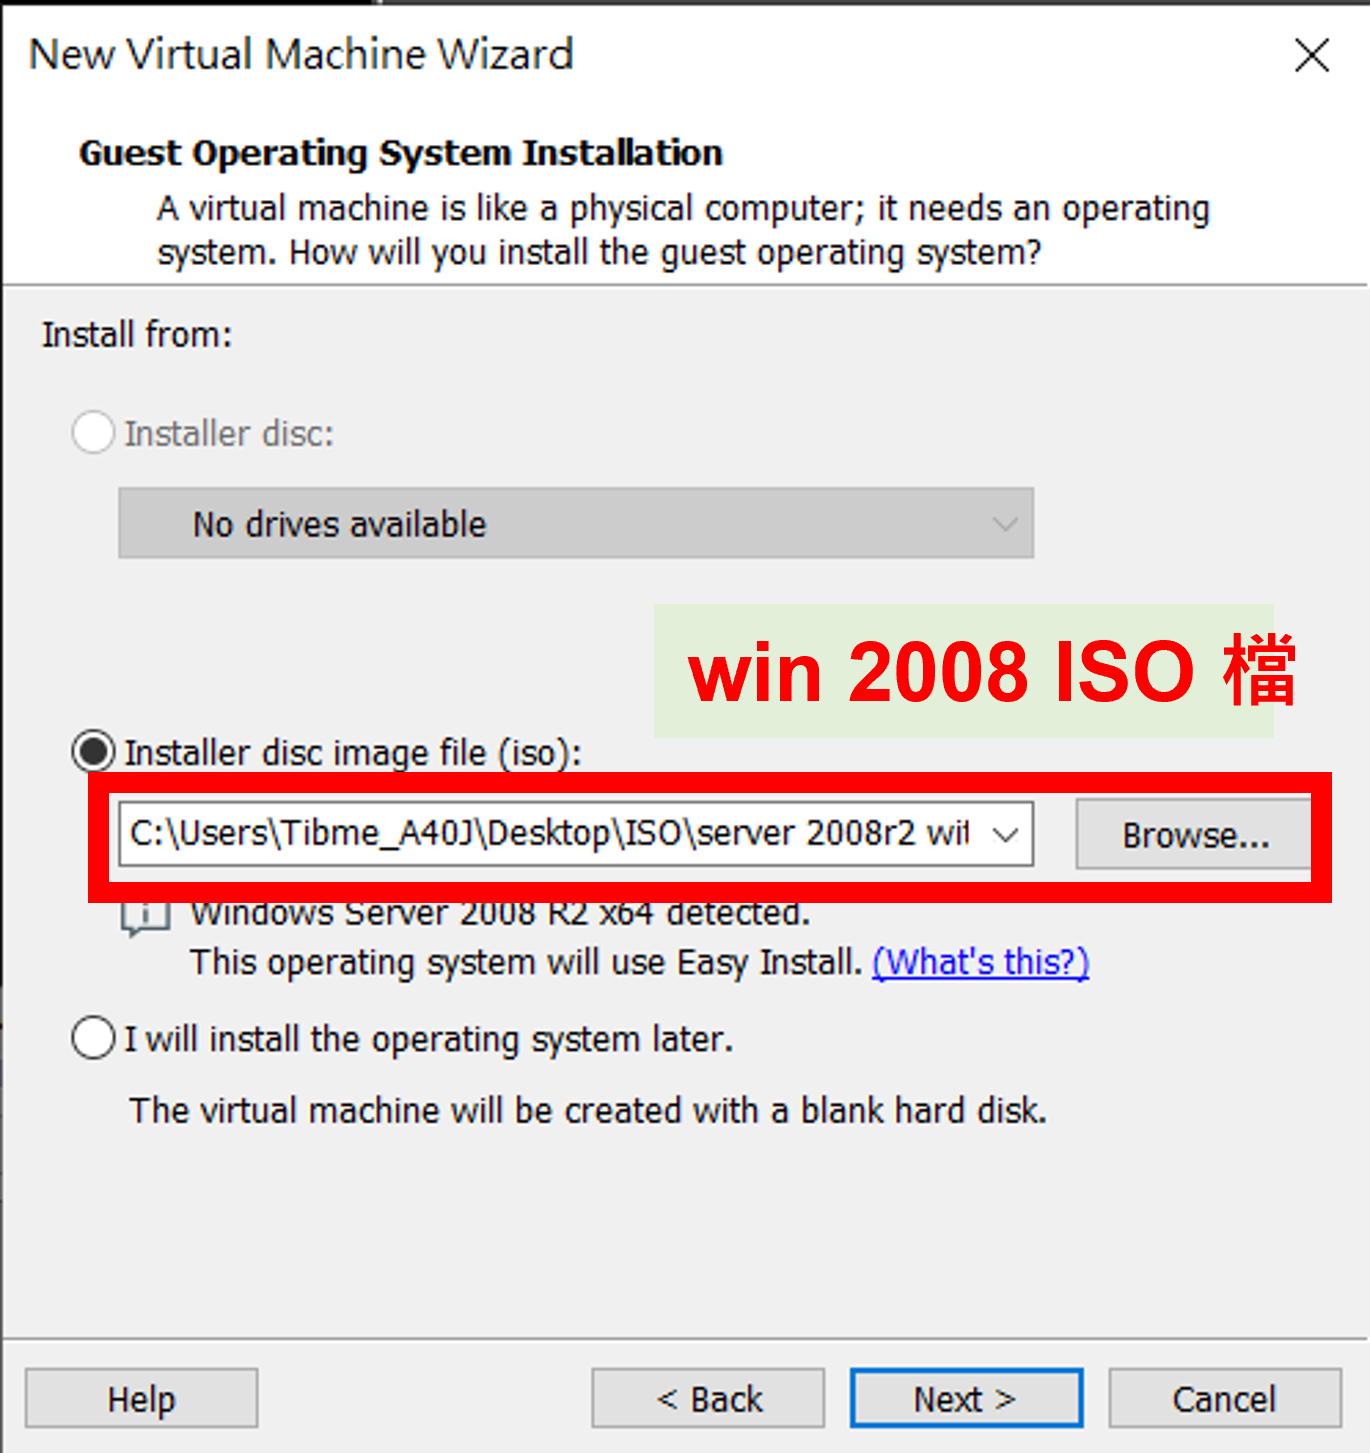 New Virtual Machine Wizard
Guest Operating System Installation
A virtual machine is like a physical computer; it needs an operating
system. How will you install the guest operating system?
Install from:
Installer disc:
No drives available
win 2008 ISO 檔
Installer disc image file (iso):
C:\Users\Tibme_A40J\Desktop\ISO\server 2008r2 wit
Browse...
Windows Server 2008 R2 x64 detected.
This operating system will use Easy Install. (What's this?)
I will install the operating system later.
The virtual machine will be created with a blank hard disk.
Help
< Back
Next >
Cancel